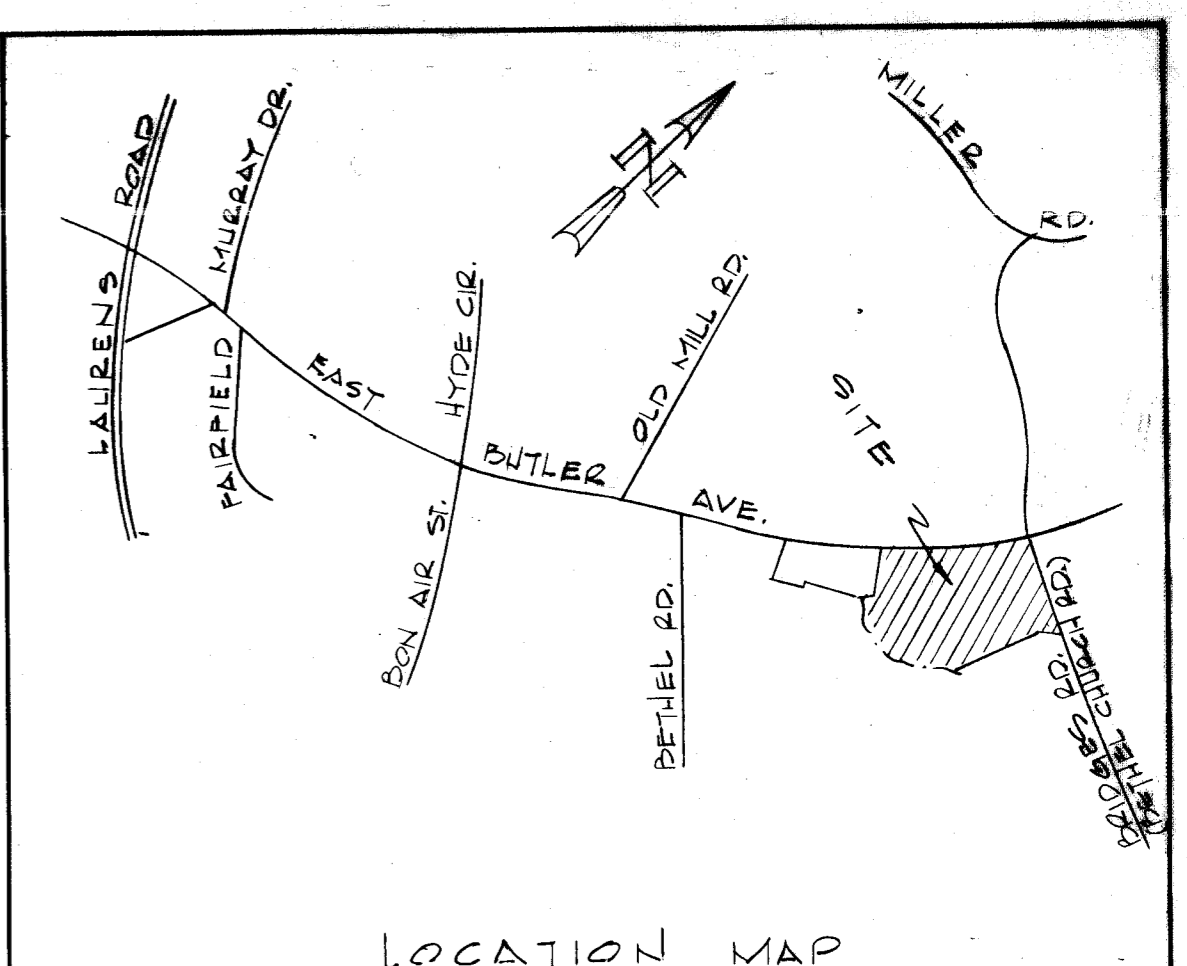 LAURENS ROAD
MURRAY DR.
FAIRFIELD
EAST BUTLER AVE.
HYDE CIR.
BON AIR ST.
OLD MILL RD.
BETHEL RD.
N
MILLER RD.
SITE
BRIDGES RD.
(BETHEL CHURCH RD.)
LOCATION MAP